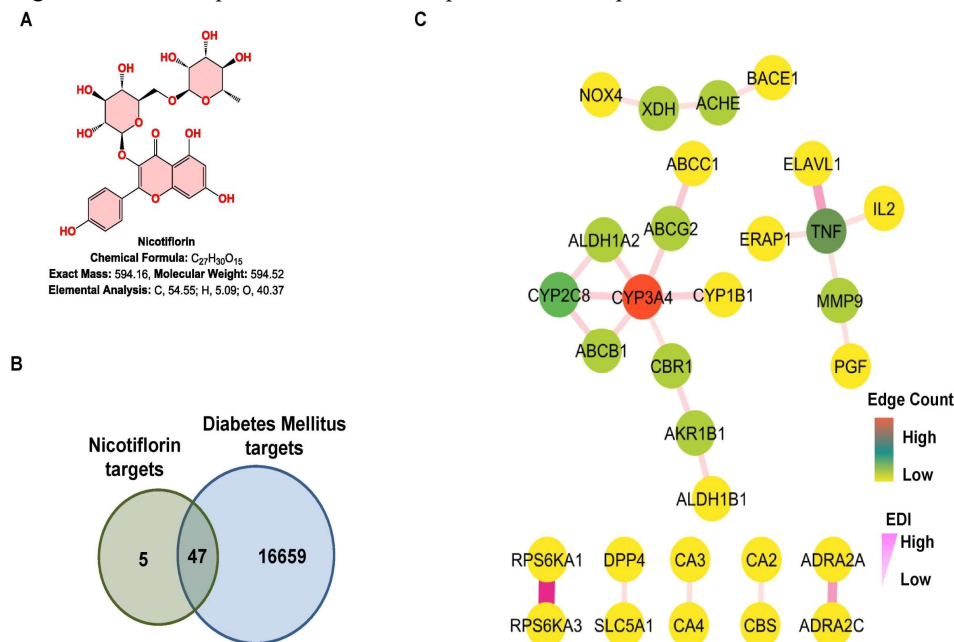 A
HO
OH
OH
OH
OH
HO
O
O
HO
O
HO
O
O
OH
O
OH
HO
Nicotiflorin
Chemical Formula: C₂₇H₃₀O₁₅
Exact Mass: 594.16, Molecular Weight: 594.52
Elemental Analysis: C, 54.55; H, 5.09; O, 40.37
B
Nicotiflorin
targets
Diabetes Mellitus
targets
5
47
16659
C
NOX4
XDH
ACHE
BACE1
ABCC1
ABCG2
ALDH1A2
CYP2C8
CYP3A4
CYP1B1
ABCB1
CBR1
AKR1B1
ALDH1B1
ELAVL1
IL2
ERAP1
TNF
MMP9
PGF
Edge Count
High
Low
EDI
High
Low
RPS6KA1
DPP4
CA3
CA2
ADRA2A
RPS6KA3
SLC5A1
CA4
CBS
ADRA2C